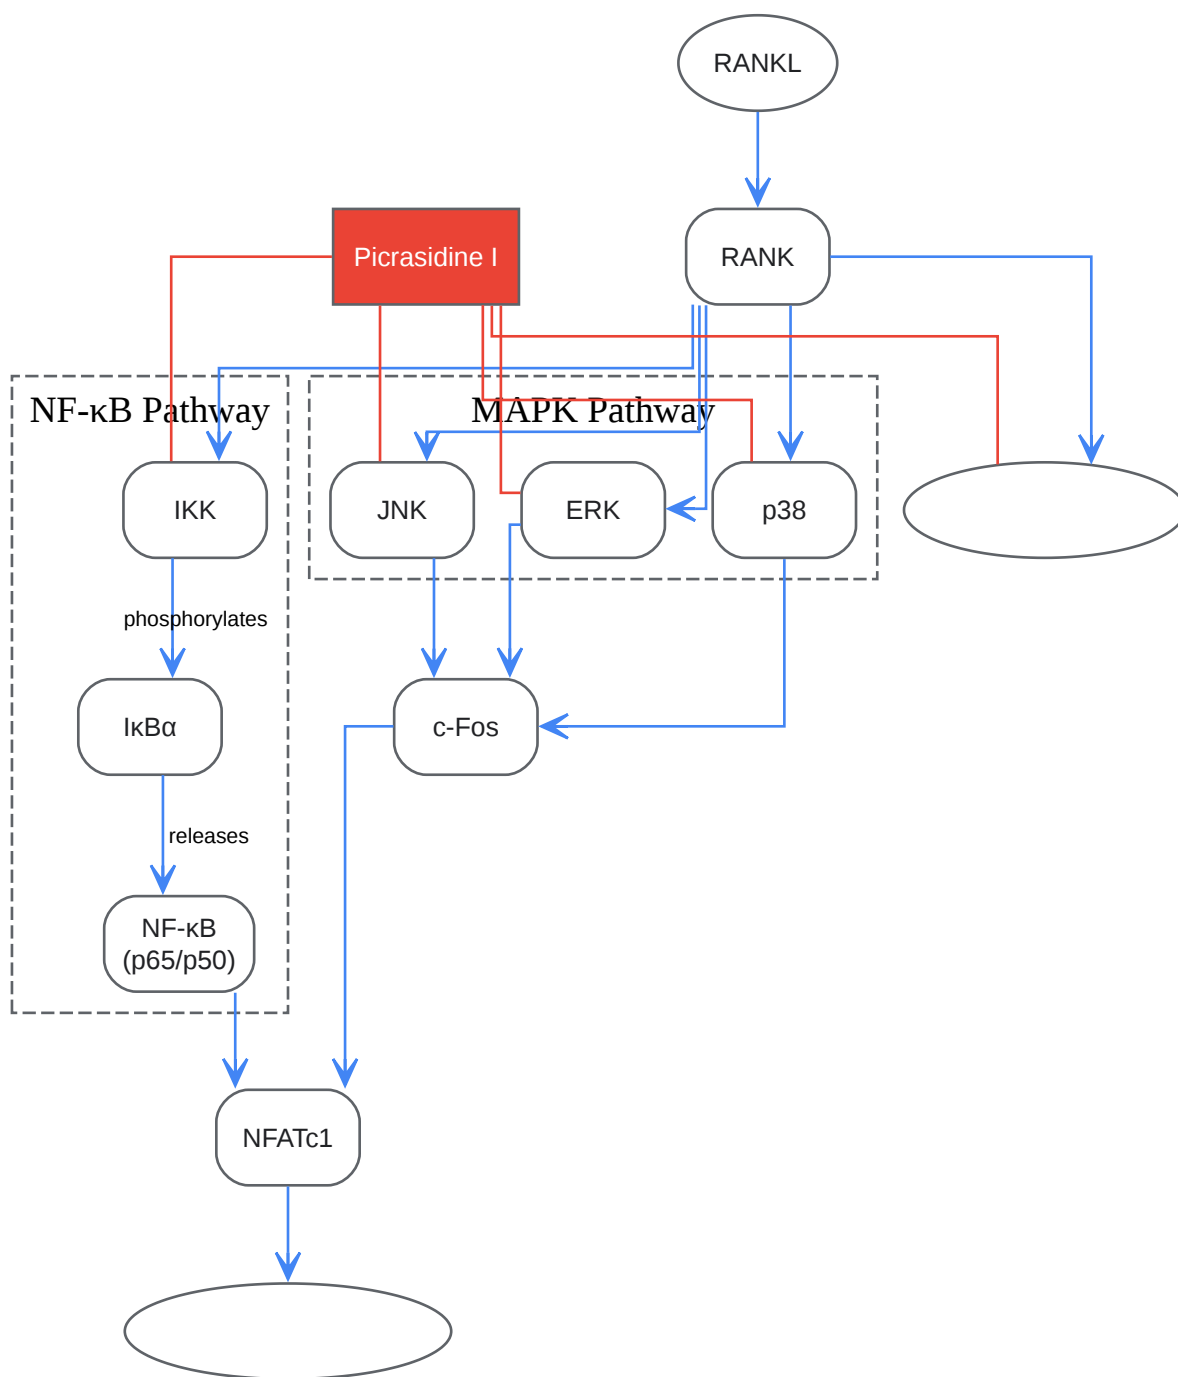 RANKL
Picrasidine I
RANK
NF-κB Pathway
MAPK Pathway
IKK
JNK
ERK
p38
phosphorylates
IκBα
c-Fos
releases
NF-κB
(p65/p50)
NFATc1